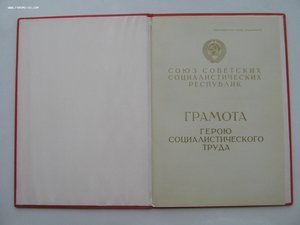 СОЮЗ СОВЕТСКИХ
СОЦИАЛИСТИЧЕСКИХ
РЕСПУБЛИК
ГРАМОТА
ГЕРОЮ
СОЦИАЛИСТИЧЕСКОГО
ТРУДА